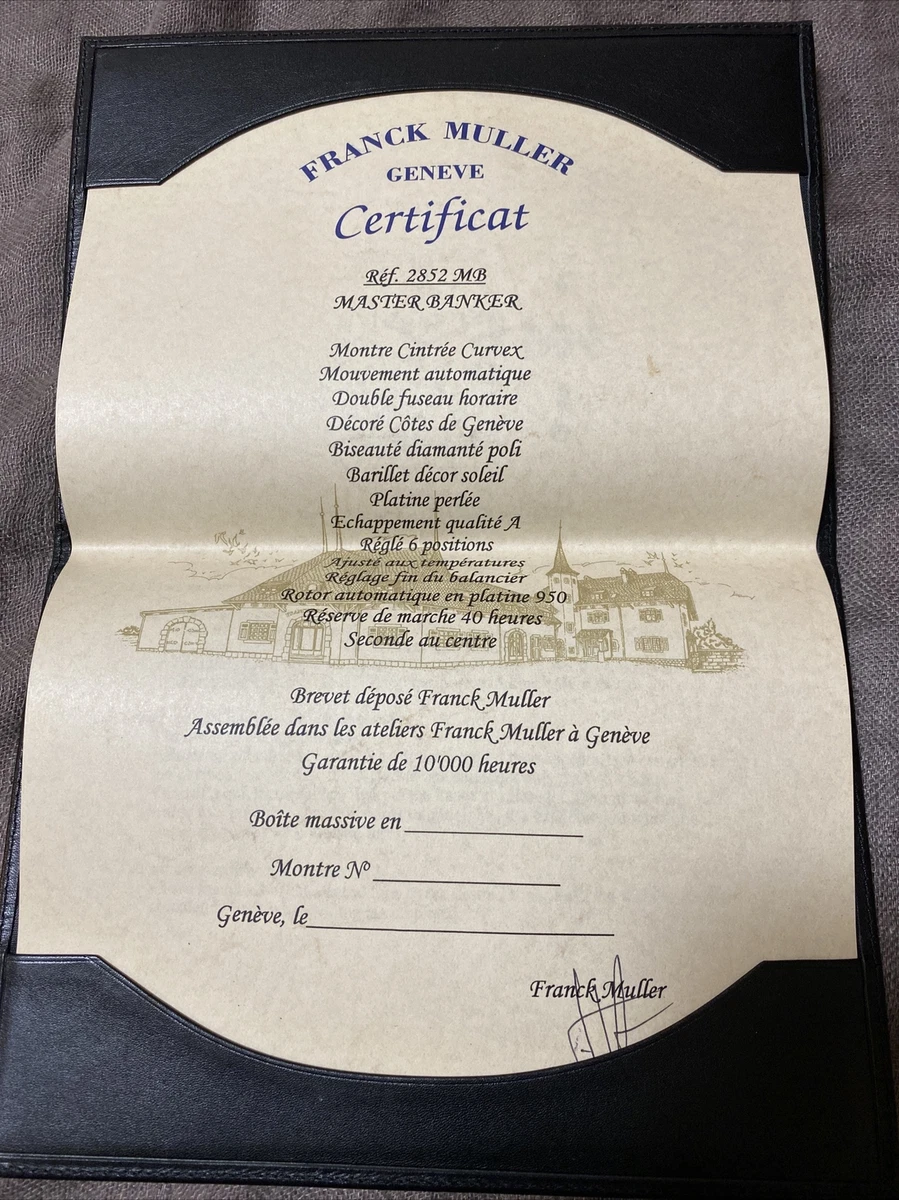 FRANCK MULLER
GENEVE
Certificat
Réf. 2852 MB
MASTER BANKER
Montre Cintrée Curvex
Mouvement automatique
Double fuseau horaire
Décoré Côtes de Genève
Biseauté diamanté poli
Barillet décor soleil
Platine perlée
Echappement qualité A
Réglé 6 positions
Ajusté aux températures
Réglage fin du balancier
Rotor automatique en platine 950
Réserve de marche 40 heures
Seconde au centre
Brevet déposé Franck Muller
Assemblée dans les ateliers Franck Muller à Genève
Garantie de 10'000 heures
Boîte massive en
Montre Nº
Genève, le
Franck Muller